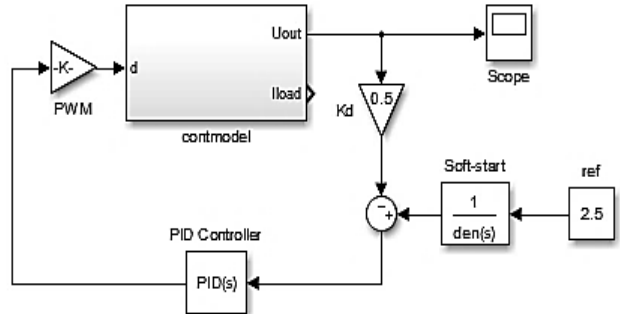 Uout
d
Iload
-K-
PWM
contmodel
Scope
0.5
Kd
Soft-start
ref
1
den(s)
2.5
−
+
PID Controller
PID(s)